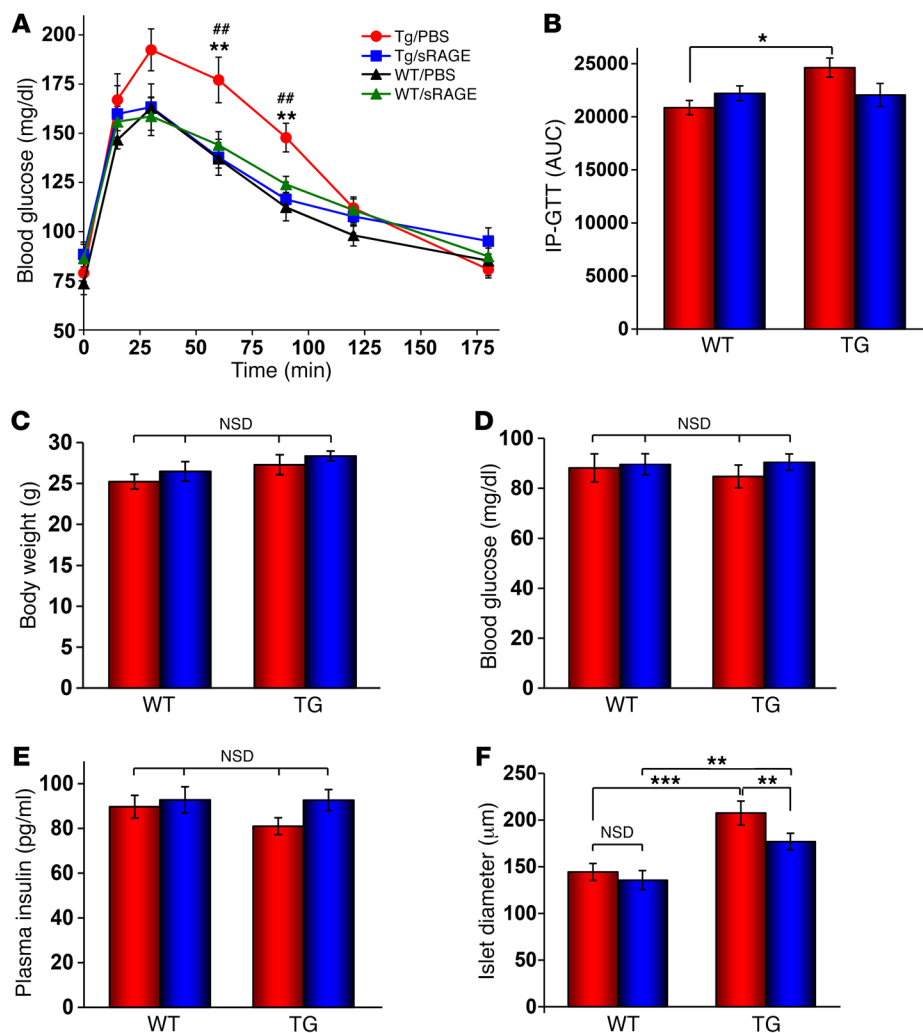 A
Blood glucose (mg/dl)
200
175
150
125
100
75
50
0 25 50 75 100 125 150 175
Time (min)
##
**
##
**
Tg/PBS
Tg/sRAGE
WT/PBS
WT/sRAGE
B
IP-GTT (AUC)
25000
20000
15000
10000
5000
0
*
WT TG
C
Body weight (g)
30
25
20
15
10
5
0
NSD
WT TG
D
Blood glucose (mg/dl)
100
80
60
40
20
0
NSD
WT TG
E
Plasma insulin (pg/ml)
100
80
60
40
20
0
NSD
WT TG
F
Islet diameter (μm)
250
200
150
100
50
0
**
*** **
NSD
WT TG